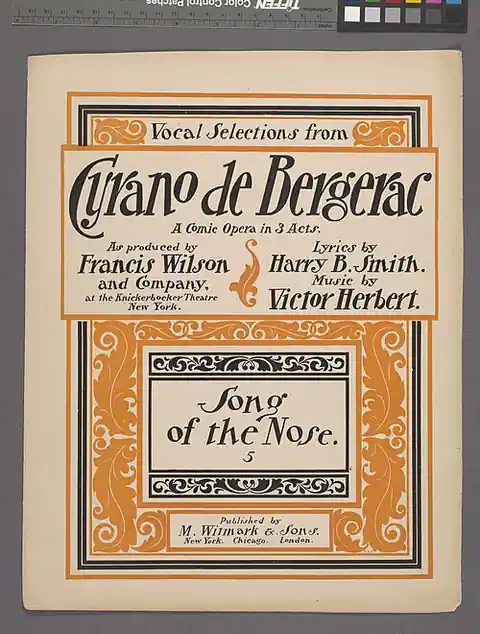 TIFFEN Color Control Patches
Vocal Selections from
Cyrano de Bergerac
A Comic Opera in 3 Acts.
As produced by
Francis Wilson
and Company,
at the Knickerbocker Theatre
New York.
Lyrics by
Harry B. Smith.
Music by
Victor Herbert.
Song
of the Nose.
5
Published by
M. Witmark & Sons.
New York. Chicago. London.